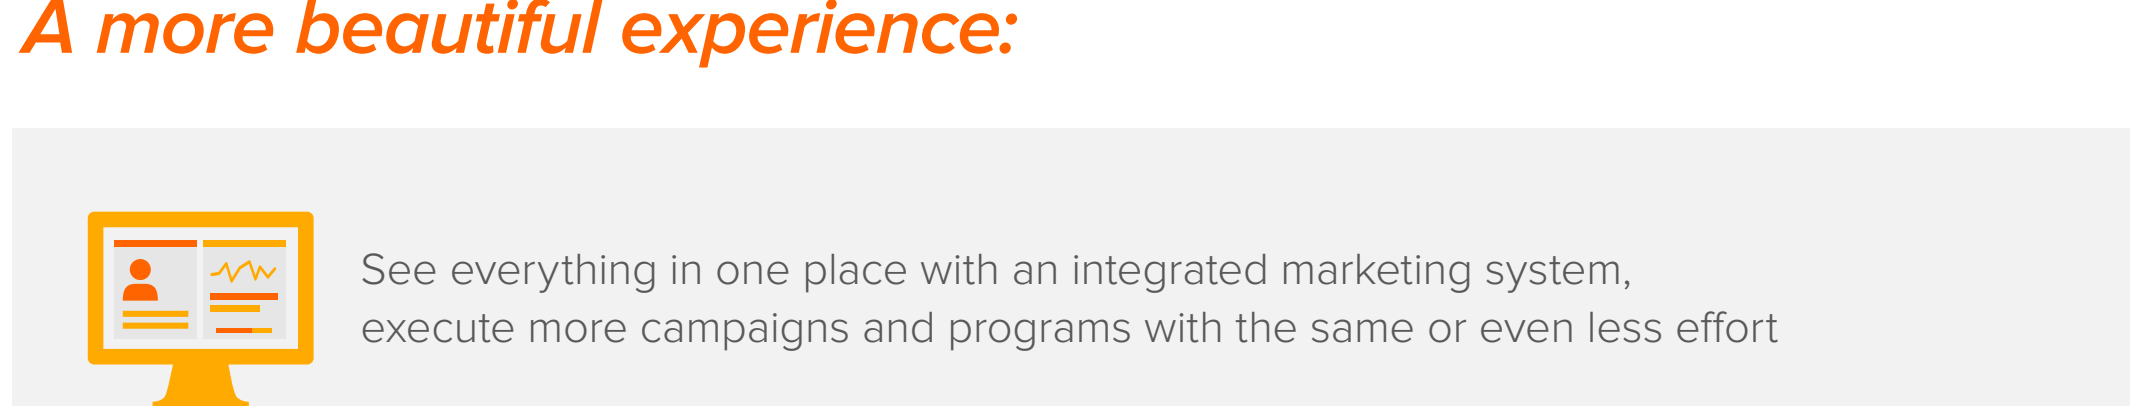 A more beautiful experience:
See everything in one place with an integrated marketing system,
execute more campaigns and programs with the same or even less effort